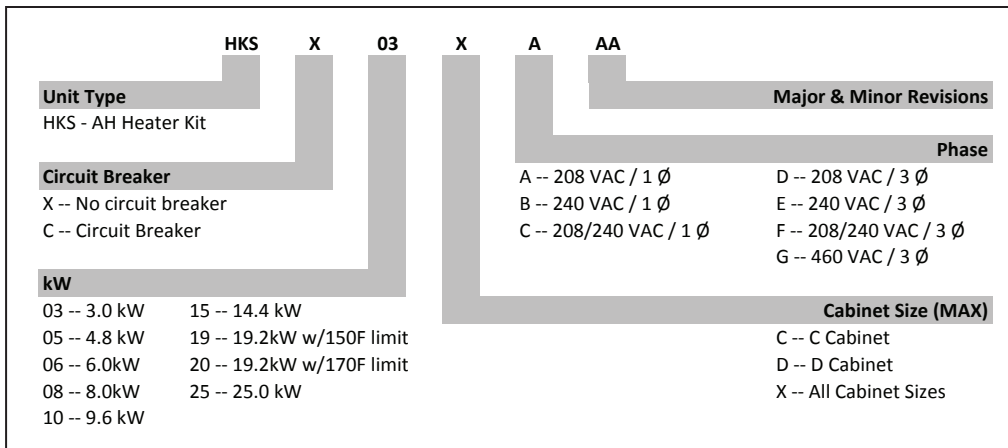 HKS X 03 X A AA
Unit Type
HKS - AH Heater Kit
Major & Minor Revisions
Phase
A -- 208 VAC / 1 Ø
B -- 240 VAC / 1 Ø
C -- 208/240 VAC / 1 Ø
D -- 208 VAC / 3 Ø
E -- 240 VAC / 3 Ø
F -- 208/240 VAC / 3 Ø
G -- 460 VAC / 3 Ø
Circuit Breaker
X -- No circuit breaker
C -- Circuit Breaker
kW
03 -- 3.0 kW
05 -- 4.8 kW
06 -- 6.0kW
08 -- 8.0kW
10 -- 9.6 kW
15 -- 14.4 kW
19 -- 19.2kW w/150F limit
20 -- 19.2kW w/170F limit
25 -- 25.0 kW
Cabinet Size (MAX)
C -- C Cabinet
D -- D Cabinet
X -- All Cabinet Sizes